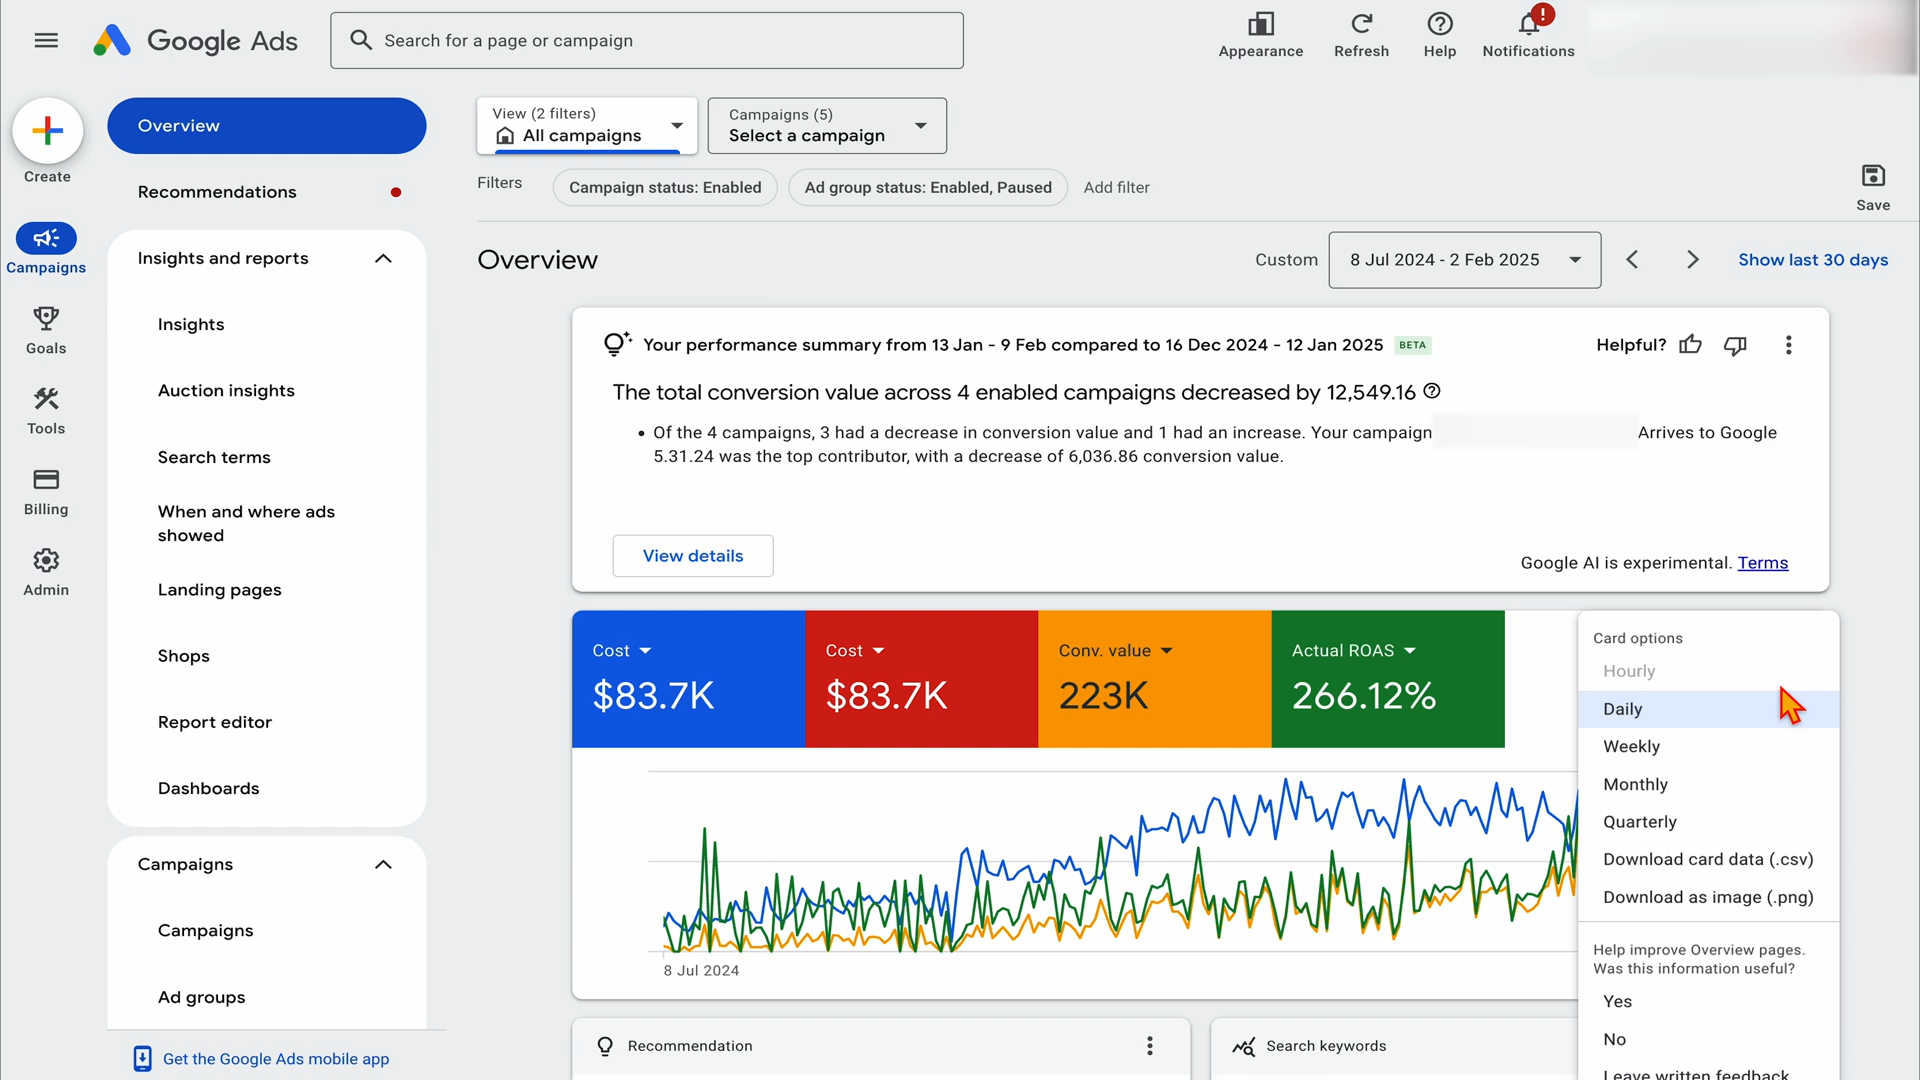 Google Ads
Search for a page or campaign
Appearance
Refresh
Help
!
Notifications
Create
Campaigns
Goals
Tools
Billing
Admin
Overview
Recommendations
Insights and reports
Insights
Auction insights
Search terms
When and where ads
showed
Landing pages
Shops
Report editor
Dashboards
Campaigns
Campaigns
Ad groups
Get the Google Ads mobile app
View (2 filters)
All campaigns
Campaigns (5)
Select a campaign
Filters
Campaign status: Enabled
Ad group status: Enabled, Paused
Add filter
Save
Overview
Custom
8 Jul 2024 - 2 Feb 2025
Show last 30 days
Your performance summary from 13 Jan - 9 Feb compared to 16 Dec 2024 - 12 Jan 2025 BETA
Helpful?
The total conversion value across 4 enabled campaigns decreased by 12,549.16
• Of the 4 campaigns, 3 had a decrease in conversion value and 1 had an increase. Your campaign Arrives to Google
5.31.24 was the top contributor, with a decrease of 6,036.86 conversion value.
View details
Google AI is experimental. Terms
Cost
$83.7K
Cost
$83.7K
Conv. value
223K
Actual ROAS
266.12%
8 Jul 2024
Card options
Hourly
Daily
Weekly
Monthly
Quarterly
Download card data (.csv)
Download as image (.png)
Help improve Overview pages.
Was this information useful?
Yes
No
Leave written feedback
Recommendation
Search keywords